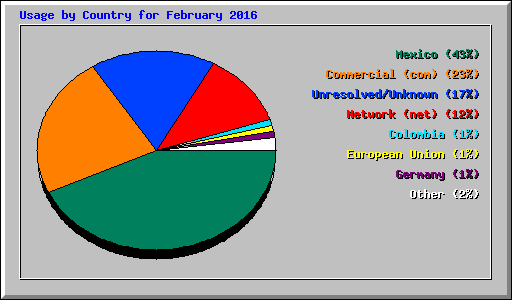 Usage by Country for February 2016
Mexico (43%)
Commercial (com) (23%)
Unresolved/Unknown (17%)
Network (net) (12%)
Colombia (1%)
European Union (1%)
Germany (1%)
Other (2%)